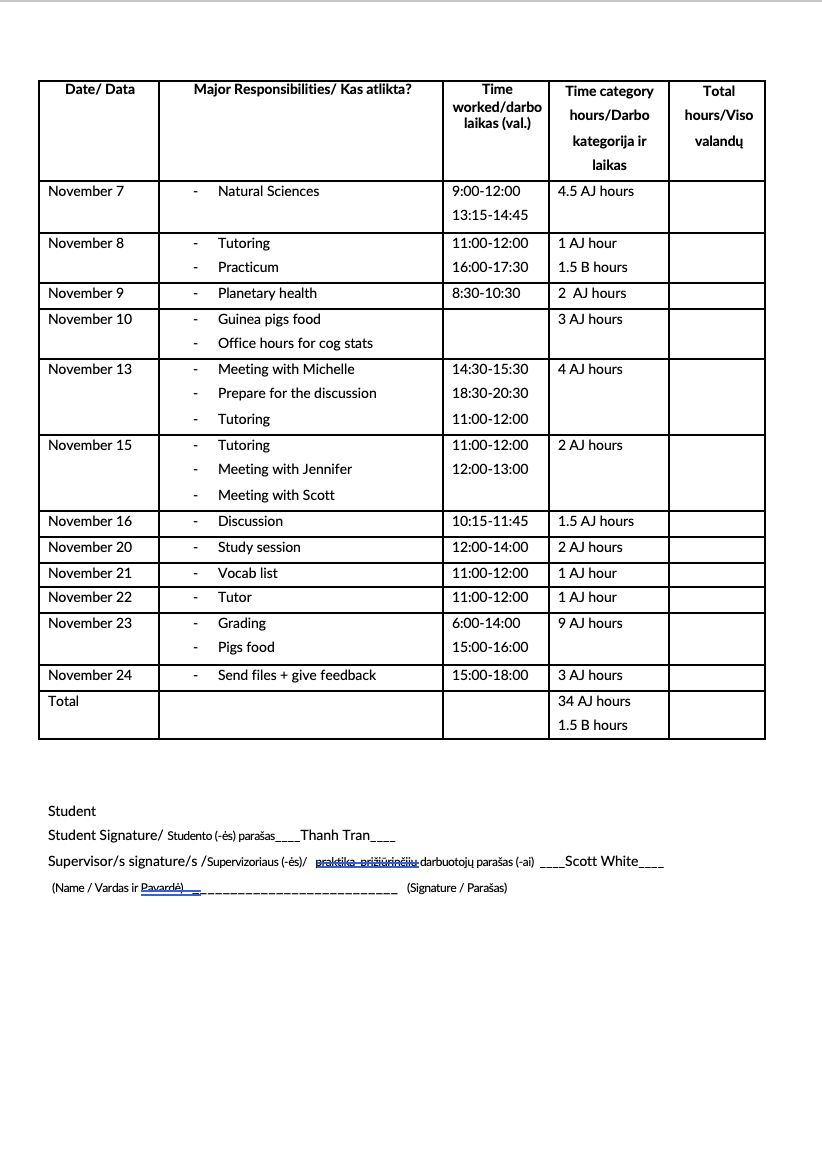 Date/ Data Major Responsibilities/ Kas atlikta? Time worked/darbo laikas (val.) Time category hours/Darbo kategorija ir laikas Total hours/Viso valandų
November 7 - Natural Sciences 9:00-12:00 4.5 AJ hours
13:15-14:45
November 8 - Tutoring 11:00-12:00 1 AJ hour
- Practicum 16:00-17:30 1.5 B hours
November 9 - Planetary health 8:30-10:30 2 AJ hours
November 10 - Guinea pigs food 3 AJ hours
- Office hours for cog stats
November 13 - Meeting with Michelle 14:30-15:30 4 AJ hours
- Prepare for the discussion 18:30-20:30
- Tutoring 11:00-12:00
November 15 - Tutoring 11:00-12:00 2 AJ hours
- Meeting with Jennifer 12:00-13:00
- Meeting with Scott
November 16 - Discussion 10:15-11:45 1.5 AJ hours
November 20 - Study session 12:00-14:00 2 AJ hours
November 21 - Vocab list 11:00-12:00 1 AJ hour
November 22 - Tutor 11:00-12:00 1 AJ hour
November 23 - Grading 6:00-14:00 9 AJ hours
- Pigs food 15:00-16:00
November 24 - Send files + give feedback 15:00-18:00 3 AJ hours
Total 34 AJ hours
1.5 B hours
Student
Student Signature/ Studento (-ės) parašas____Thanh Tran____
Supervisor/s signature/s /Supervizoriaus (-ės)/ praktika prižiūrinčijų darbuotojų parašas (-ai) ____Scott White____
(Name / Vardas ir Pavardė) ___________________________ (Signature / Parašas)